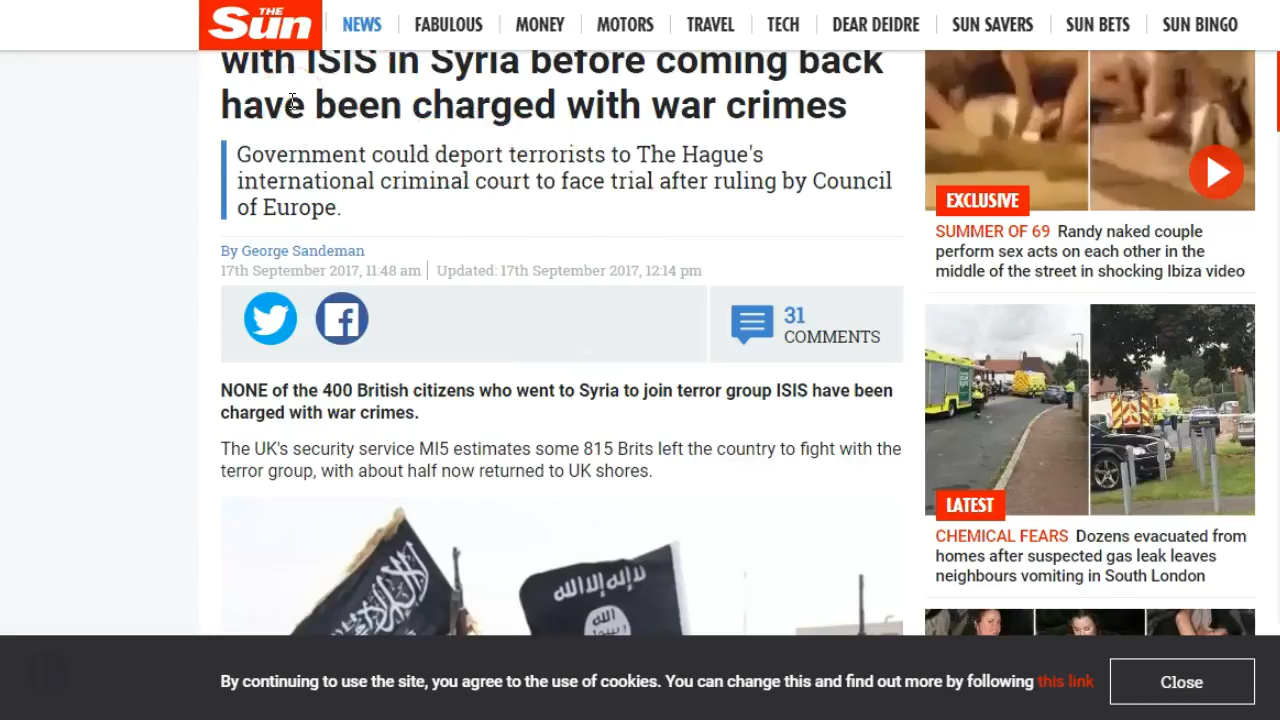 THE
Sun
NEWS
FABULOUS
MONEY
MOTORS
TRAVEL
TECH
DEAR DEIDRE
SUN SAVERS
SUN BETS
SUN BINGO
with ISIS in Syria before coming back
have been charged with war crimes
Government could deport terrorists to The Hague's
international criminal court to face trial after ruling by Council
of Europe.
By George Sandeman
17th September 2017, 11:48 am
Updated: 17th September 2017, 12:14 pm
31
COMMENTS
NONE of the 400 British citizens who went to Syria to join terror group ISIS have been
charged with war crimes.
The UK's security service MI5 estimates some 815 Brits left the country to fight with the
terror group, with about half now returned to UK shores.
لا إله إلا الله
الله
EXCLUSIVE
SUMMER OF 69 Randy naked couple
perform sex acts on each other in the
middle of the street in shocking Ibiza video
LATEST
CHEMICAL FEARS Dozens evacuated from
homes after suspected gas leak leaves
neighbours vomiting in South London
By continuing to use the site, you agree to the use of cookies. You can change this and find out more by following this link
Close